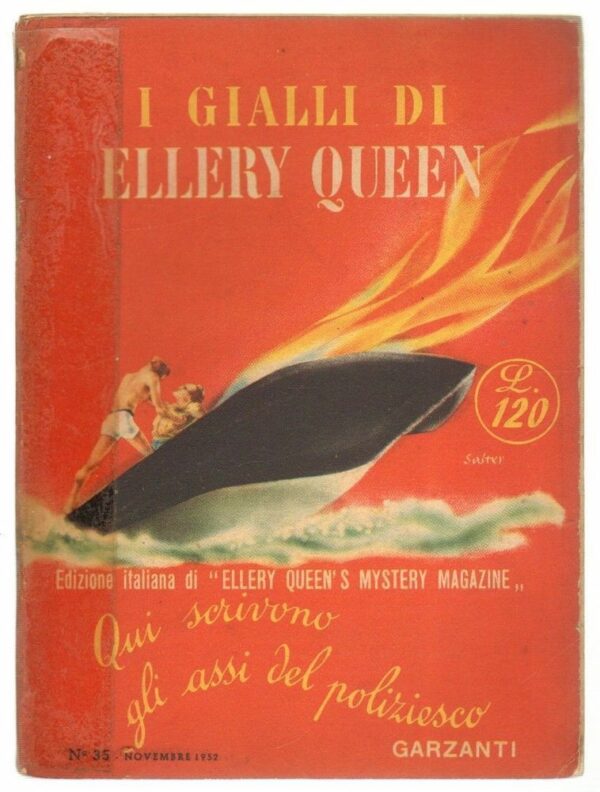 I GIALLI DI
ELLERY QUEEN
L.
120
Edizione italiana di "ELLERY QUEEN'S MYSTERY MAGAZINE„
Qui scrivono
gli assi del poliziesco
N° 35 - NOVEMBRE 1952
GARZANTI